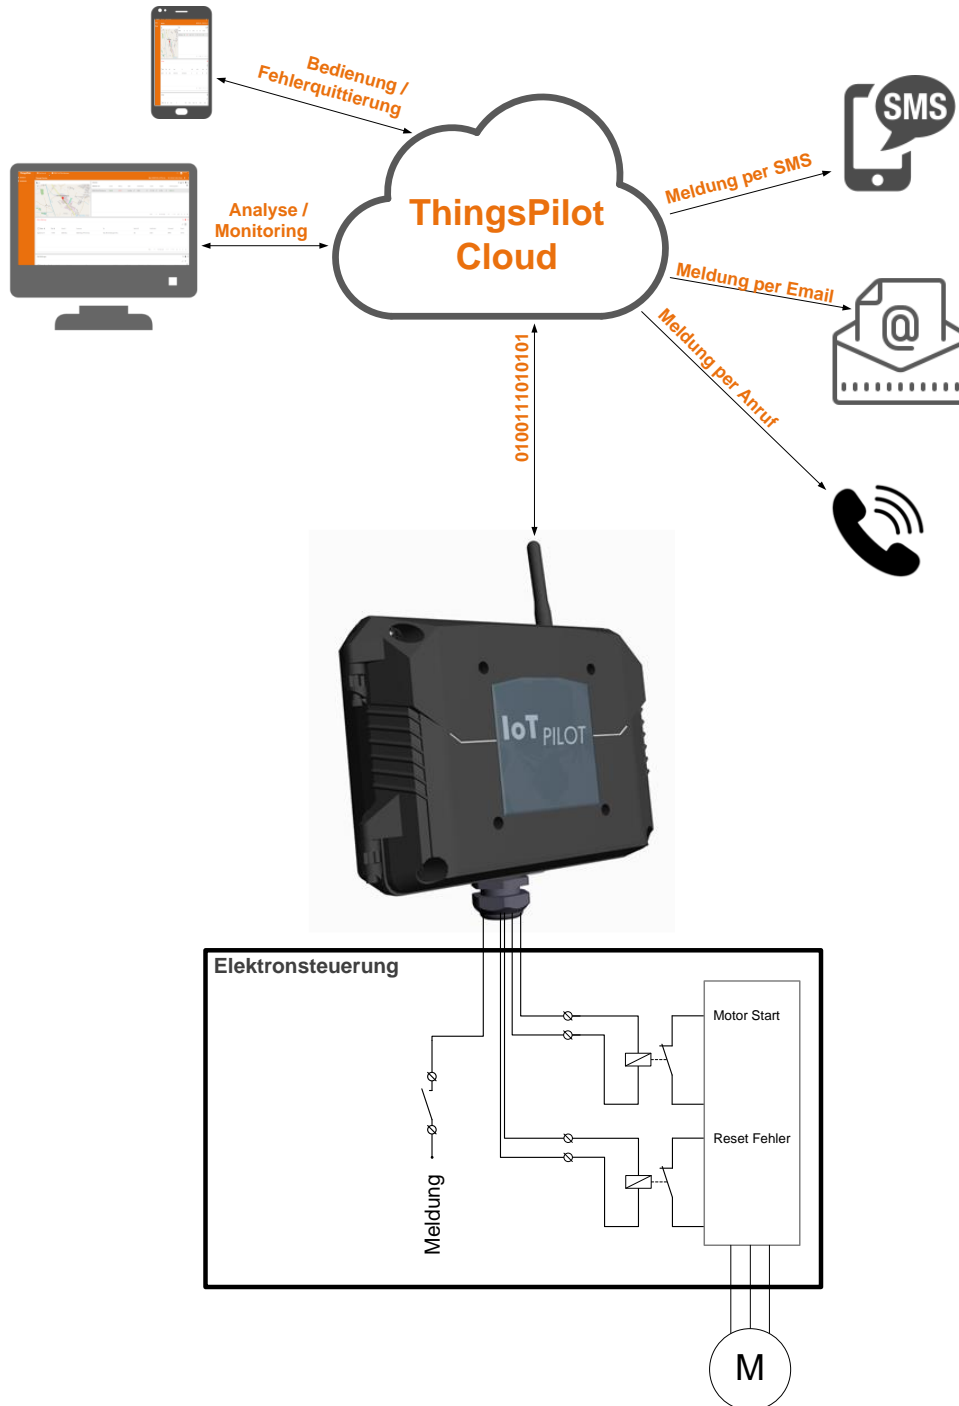 Bedienung /
Fehlerquittierung
SMS
Meldung per SMS
ThingsPilot
Cloud
Analyse /
Monitoring
Meldung per Email
@
Meldung per Anruf
0100111010101
IoT PILOT
Elektronsteuerung
Motor Start
Reset Fehler
Meldung
M